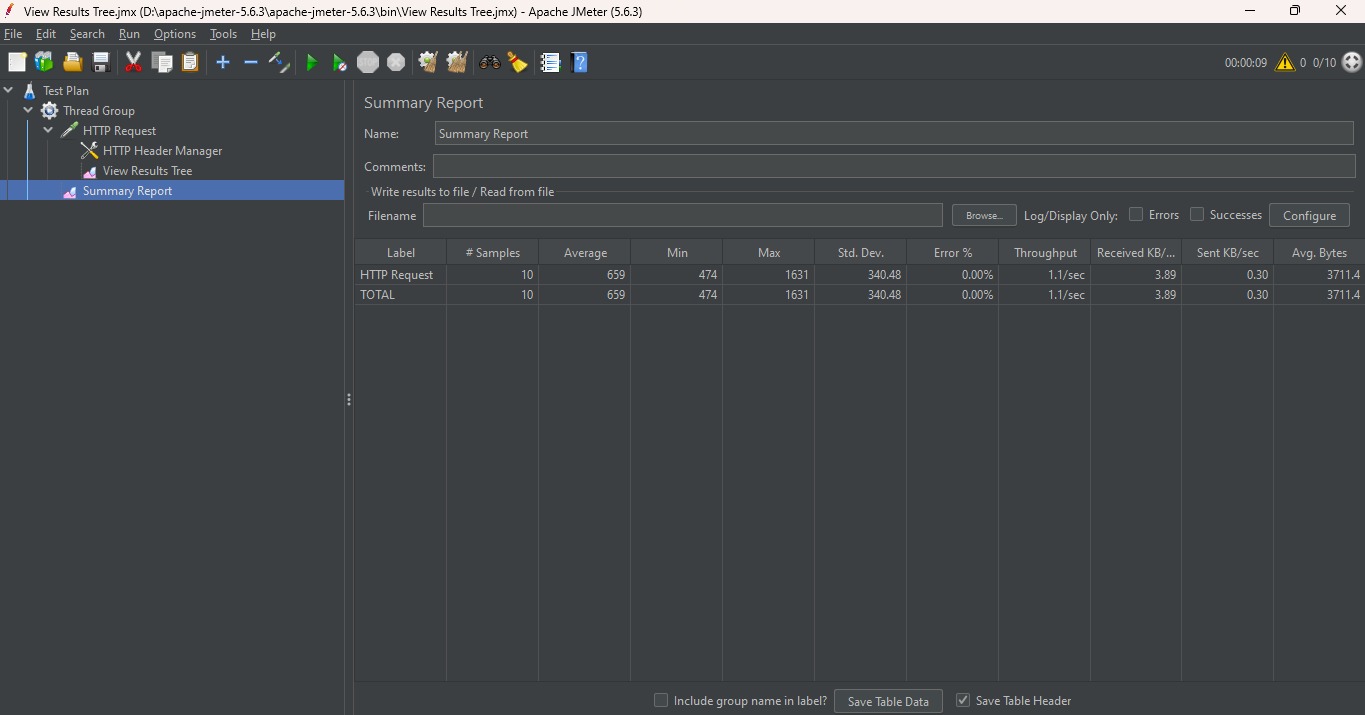 View Results Tree.jmx (D:\apache-jmeter-5.6.3\apache-jmeter-5.6.3\bin\View Results Tree.jmx) - Apache JMeter (5.6.3)
File Edit Search Run Options Tools Help
STOP 00:00:09 0 0/10
Test Plan
Thread Group
HTTP Request
HTTP Header Manager
View Results Tree
Summary Report
Summary Report
Name: Summary Report
Comments:
Write results to file / Read from file
Filename Browse... Log/Display Only: Errors Successes Configure
Label # Samples Average Min Max Std. Dev. Error % Throughput Received KB/... Sent KB/sec Avg. Bytes
HTTP Request 10 659 474 1631 340.48 0.00% 1.1/sec 3.89 0.30 3711.4
TOTAL 10 659 474 1631 340.48 0.00% 1.1/sec 3.89 0.30 3711.4
Include group name in label? Save Table Data Save Table Header